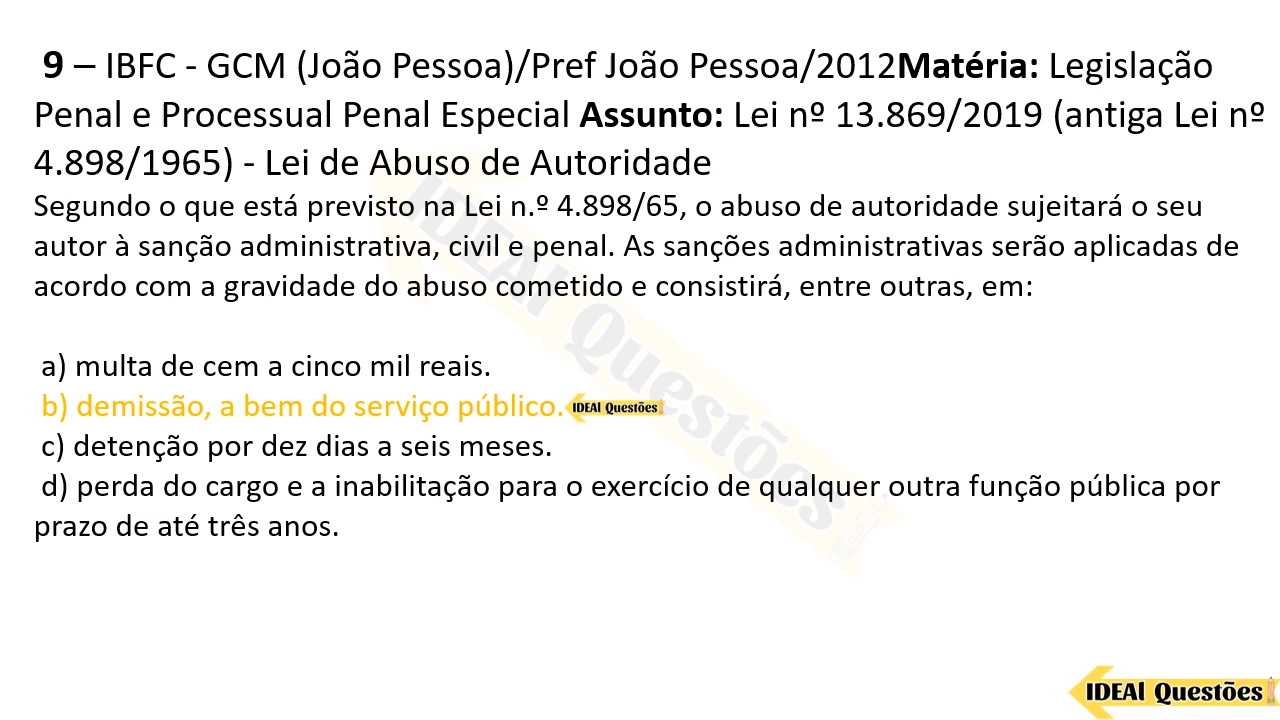 9 – IBFC - GCM (João Pessoa)/Pref João Pessoa/2012Matéria: Legislação
Penal e Processual Penal Especial Assunto: Lei nº 13.869/2019 (antiga Lei nº
4.898/1965) - Lei de Abuso de Autoridade
Segundo o que está previsto na Lei n.º 4.898/65, o abuso de autoridade sujeitará o seu
autor à sanção administrativa, civil e penal. As sanções administrativas serão aplicadas de
acordo com a gravidade do abuso cometido e consistirá, entre outras, em:
a) multa de cem a cinco mil reais.
b) demissão, a bem do serviço público. IDEAl Questões
c) detenção por dez dias a seis meses.
d) perda do cargo e a inabilitação para o exercício de qualquer outra função pública por
prazo de até três anos.
IDEAl Questões
IDEAl Questões